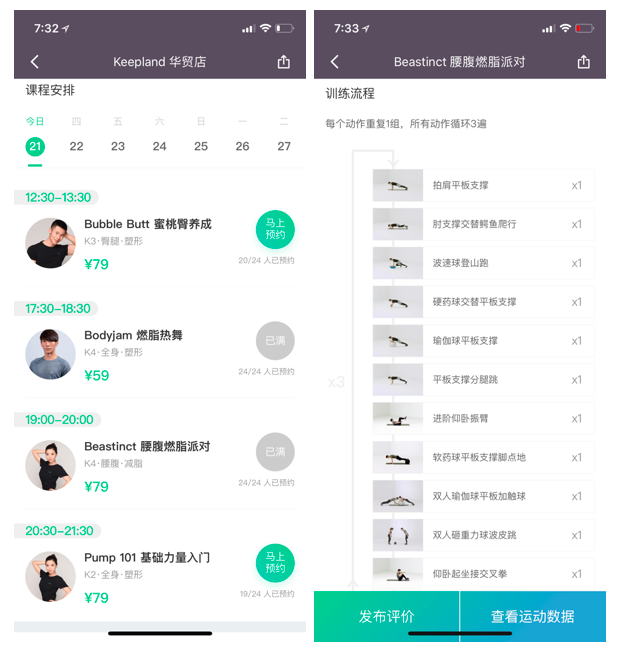 7:32
Keepland 华贸店
课程安排
今日 四 五 六 日 一 二
21 22 23 24 25 26 27
12:30-13:30
Bubble Butt 蜜桃臀养成
K3·臀腿·塑形
¥79
马上
预约
20/24 人已预约
17:30-18:30
Bodyjam 燃脂热舞
K4·全身·塑形
¥59
已满
24/24 人已预约
19:00-20:00
Beastinct 腰腹燃脂派对
K4·腰腹·减脂
¥79
已满
24/24 人已预约
20:30-21:30
Pump 101 基础力量入门
K2·全身·塑形
¥79
马上
预约
19/24 人已预约
7:33
Beastinct 腰腹燃脂派对
训练流程
每个动作重复1组，所有动作循环3遍
x3
拍肩平板支撑 x1
肘支撑交替鳄鱼爬行 x1
波速球登山跑 x1
硬药球交替平板支撑 x1
瑜伽球平板支撑 x1
平板支撑分腿跳 x1
进阶仰卧振臂 x1
软药球平板支撑脚点地 x1
双人瑜伽球平板加触球 x1
双人砸重力球波皮跳 x1
仰卧起坐接交叉拳 x1
发布评价
查看运动数据